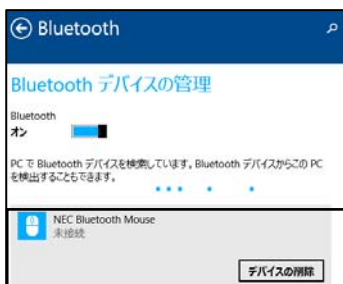 Bluetooth
Bluetooth デバイスの管理
Bluetooth
オン
PC で Bluetooth デバイスを検索しています。Bluetooth デバイスからこの PC
を検出することもできます。
NEC Bluetooth Mouse
未接続
デバイスの削除